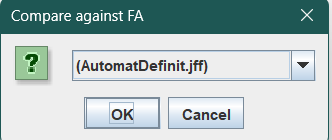 Compare against FA
?
(AutomatDefinit.jff)
OK
Cancel